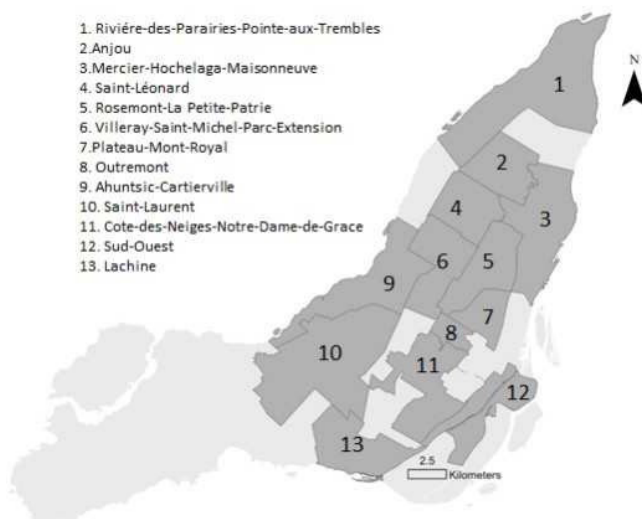 1. Riviére-des-Parairies-Pointe-aux-Trembles
2.Anjou
3.Mercier-Hochelaga-Maisonneuve
4. Saint-Léonard
5. Rosemont-La Petite-Patrie
6. Villeray-Saint-Michel-Parc-Extension
7.Plateau-Mont-Royal
8. Outremont
9. Ahuntsic-Cartierville
10. Saint-Laurent
11. Cote-des-Neiges-Notre-Dame-de-Grace
12. Sud-Ouest
13. Lachine
N
1
2
4
3
6
5
9
7
8
10
11
12
13
2.5
Kilometers